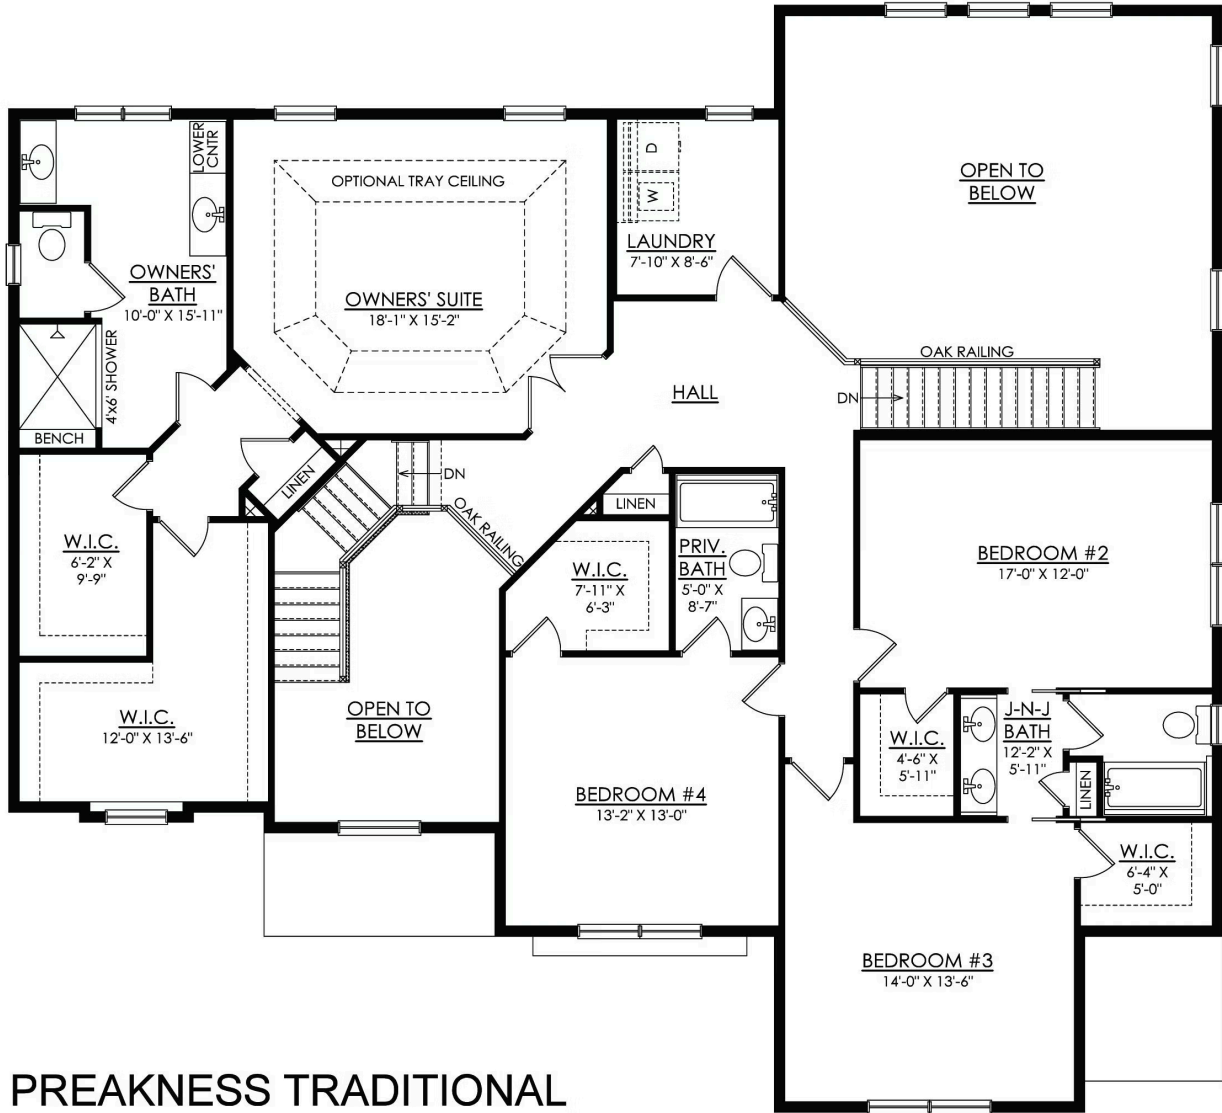 LOWER
CNTR
OWNERS'
BATH
10'-0" X 15'-11"
4'x6' SHOWER
BENCH
OPTIONAL TRAY CEILING
OWNERS' SUITE
18'-1" X 15'-2"
D
W
LAUNDRY
7'-10" X 8'-6"
OPEN TO
BELOW
OAK RAILING
DN
HALL
LINEN
DN
OAK RAILING
LINEN
W.I.C.
6'-2" X
9'-9"
W.I.C.
12'-0" X 13'-6"
OPEN TO
BELOW
W.I.C.
7'-11" X
6'-3"
PRIV.
BATH
5'-0" X
8'-7"
BEDROOM #2
17'-0" X 12'-0"
W.I.C.
4'-6" X
5'-11"
J-N-J
BATH
12'-2" X
5'-11"
LINEN
BEDROOM #4
13'-2" X 13'-0"
W.I.C.
6'-4" X
5'-0"
BEDROOM #3
14'-0" X 13'-6"
PREAKNESS TRADITIONAL